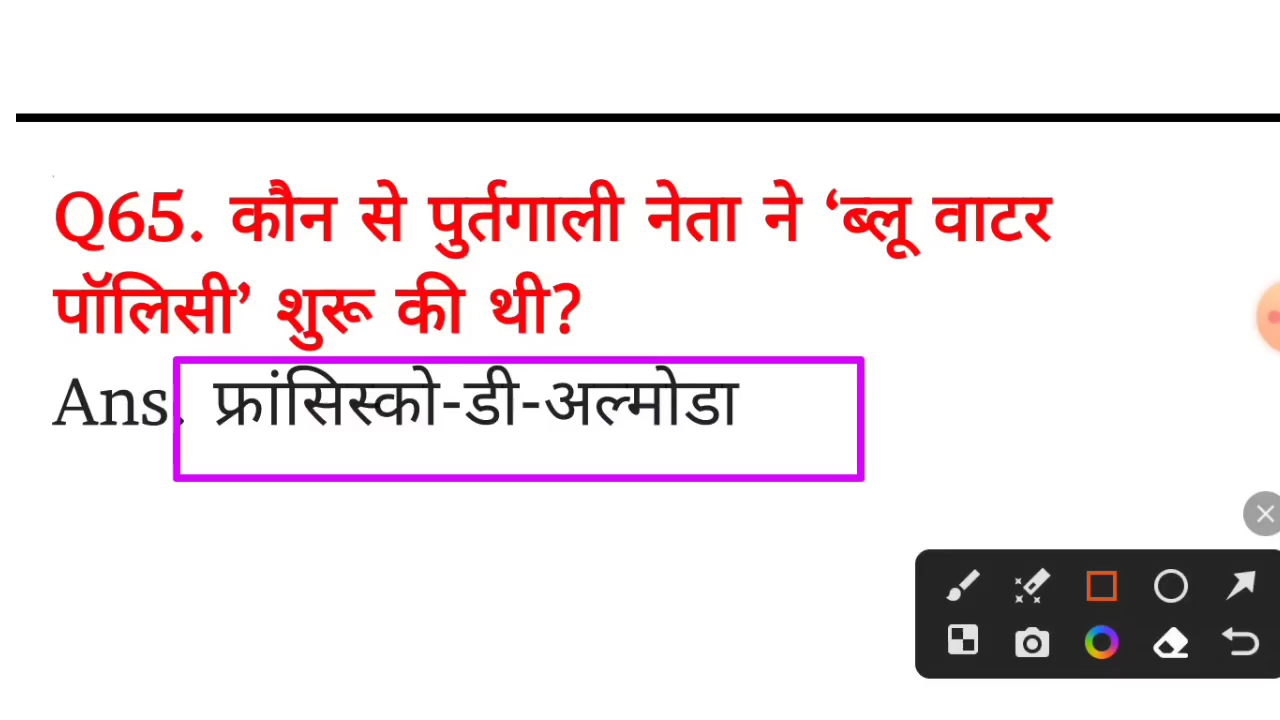 Q65. कौन से पुर्तगाली नेता ने ‘ब्लू वाटर
पॉलिसी’ शुरू की थी?
Ans. फ्रांसिस्को-डी-अल्मोडा